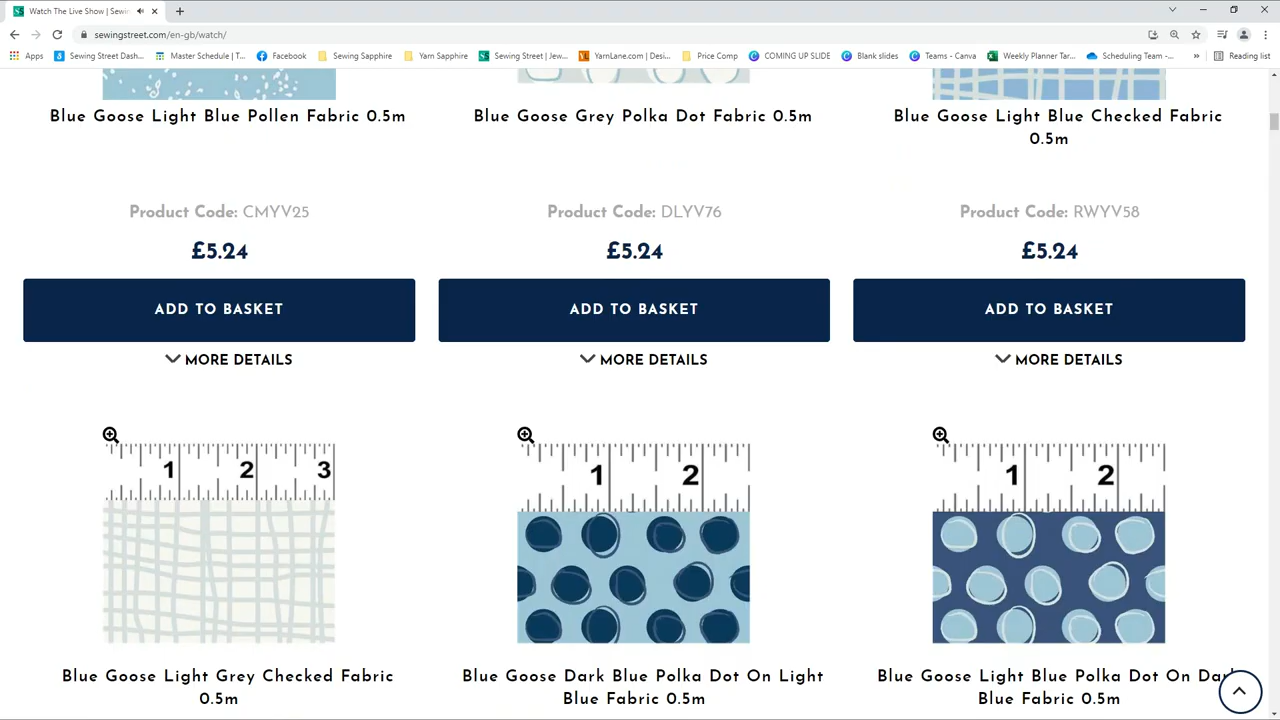 Watch The Live Show | Sewin
sewingstreet.com/en-gb/watch/
Apps
Sewing Street Dash...
Master Schedule | T...
Facebook
Sewing Sapphire
Yarn Sapphire
Sewing Street | Jew...
YarnLane.com | Desi...
Price Comp
COMING UP SLIDE
Blank slides
Teams - Canva
Weekly Planner Tar...
Scheduling Team -...
»
Reading list
Blue Goose Light Blue Pollen Fabric 0.5m
Product Code: CMYV25
£5.24
ADD TO BASKET
MORE DETAILS
Blue Goose Grey Polka Dot Fabric 0.5m
Product Code: DLYV76
£5.24
ADD TO BASKET
MORE DETAILS
Blue Goose Light Blue Checked Fabric
0.5m
Product Code: RWYV58
£5.24
ADD TO BASKET
MORE DETAILS
1 2 3
Blue Goose Light Grey Checked Fabric
0.5m
1 2
Blue Goose Dark Blue Polka Dot On Light
Blue Fabric 0.5m
1 2
Blue Goose Light Blue Polka Dot On Dark
Blue Fabric 0.5m